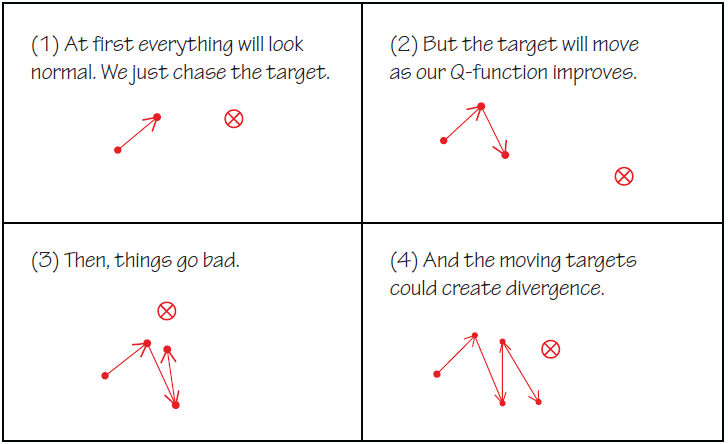 (1) At first everything will look
normal. We just chase the target.
(2) But the target will move
as our Q-function improves.
(3) Then, things go bad.
(4) And the moving targets
could create divergence.